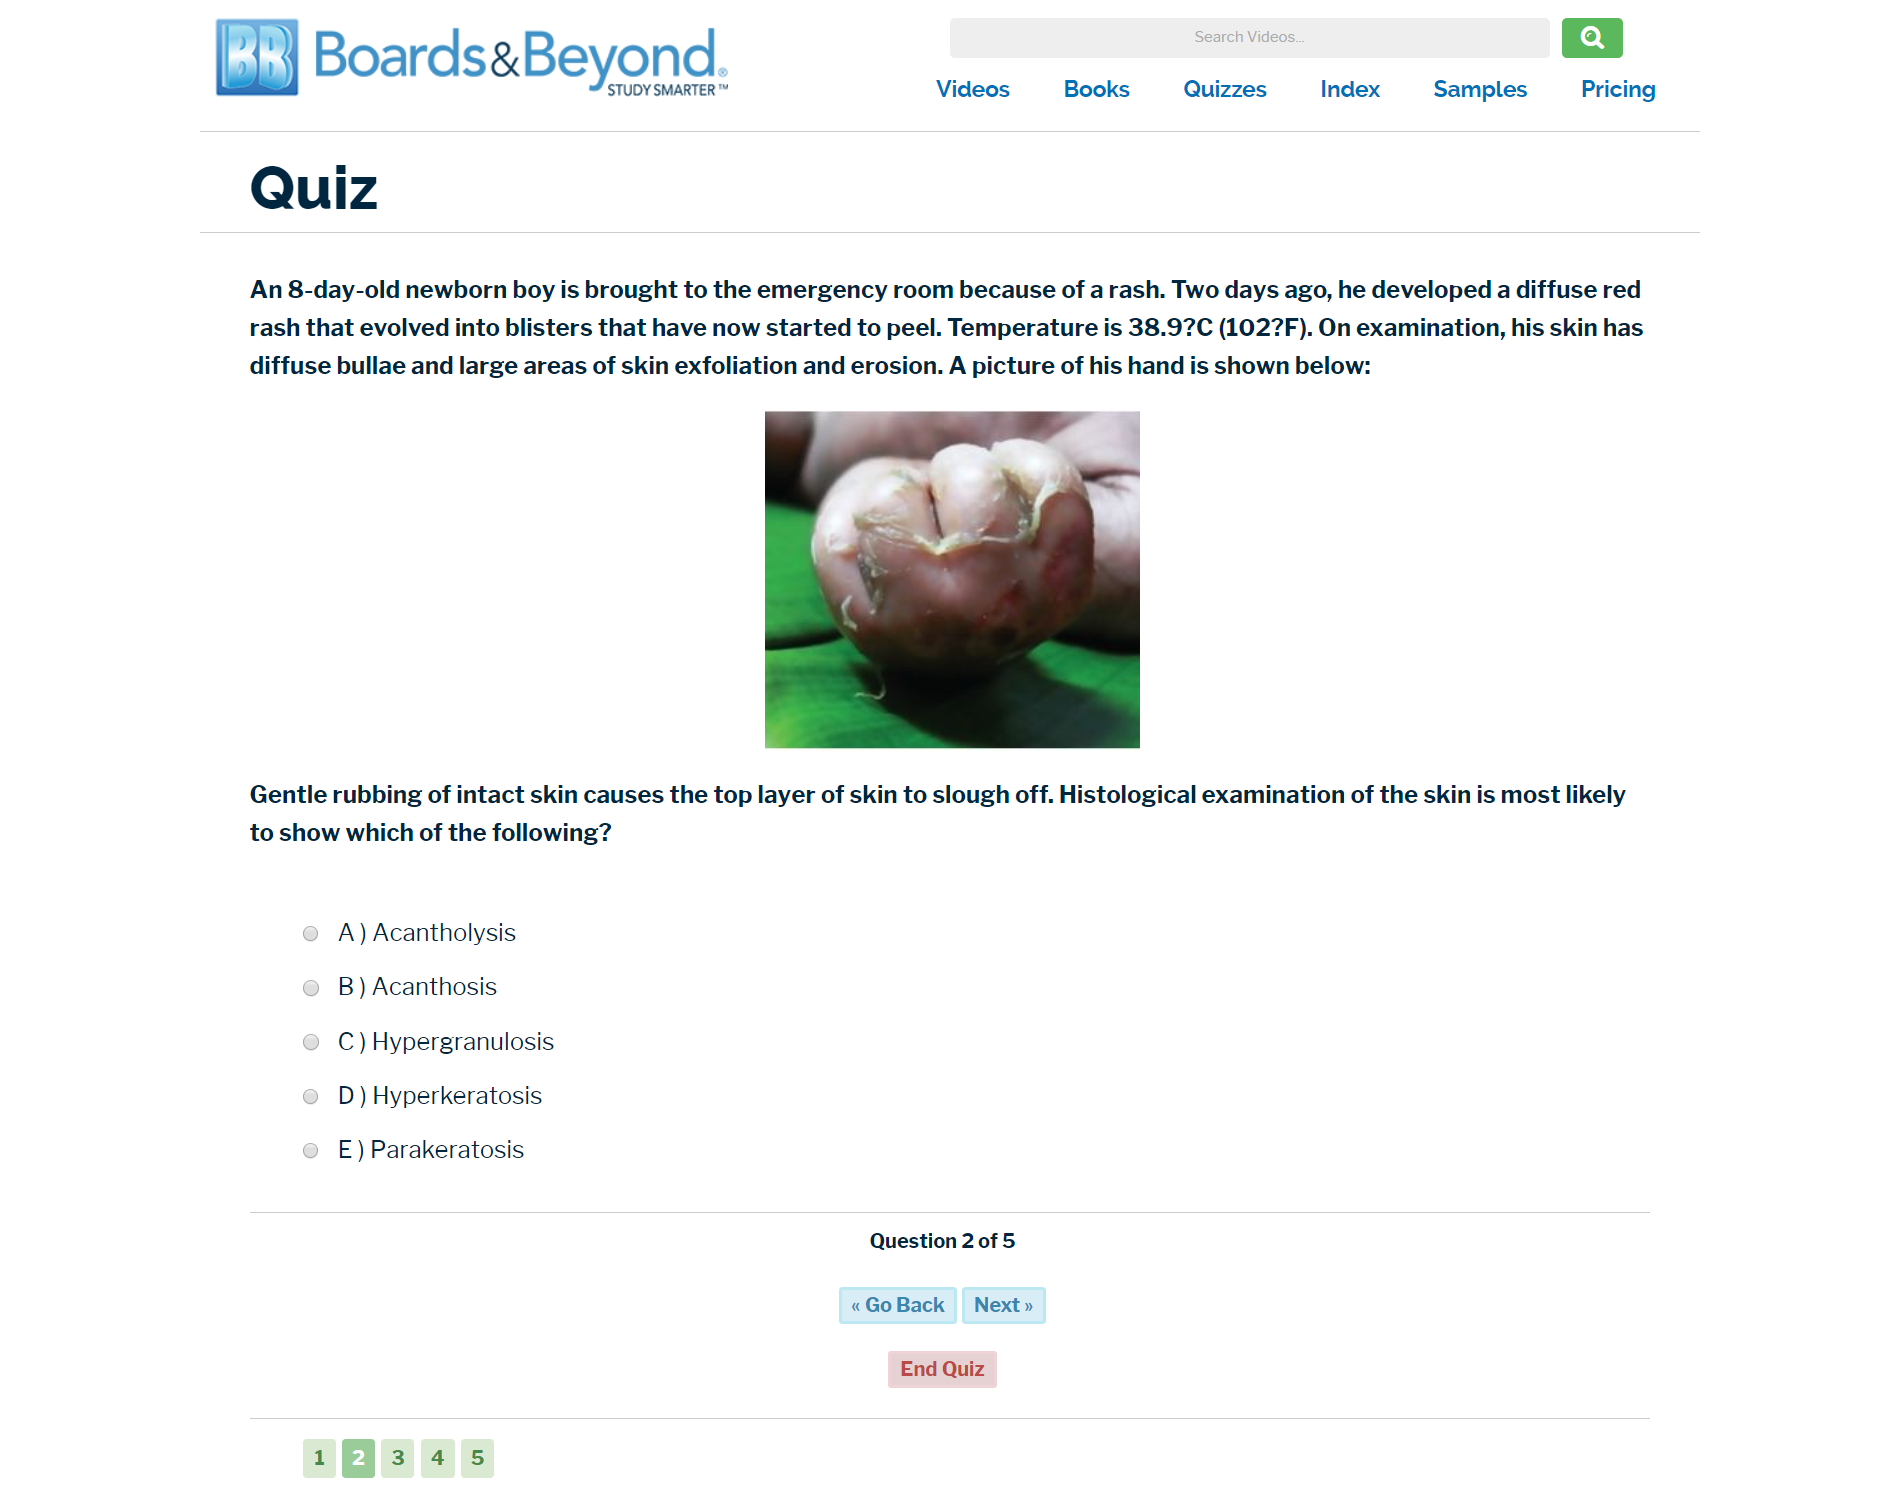 BB Boards&Beyond®
STUDY SMARTER™
Search Videos...
Videos Books Quizzes Index Samples Pricing
Quiz
An 8-day-old newborn boy is brought to the emergency room because of a rash. Two days ago, he developed a diffuse red
rash that evolved into blisters that have now started to peel. Temperature is 38.9?C (102?F). On examination, his skin has
diffuse bullae and large areas of skin exfoliation and erosion. A picture of his hand is shown below:
Gentle rubbing of intact skin causes the top layer of skin to slough off. Histological examination of the skin is most likely
to show which of the following?
A ) Acantholysis
B ) Acanthosis
C ) Hypergranulosis
D ) Hyperkeratosis
E ) Parakeratosis
Question 2 of 5
« Go Back Next »
End Quiz
1 2 3 4 5